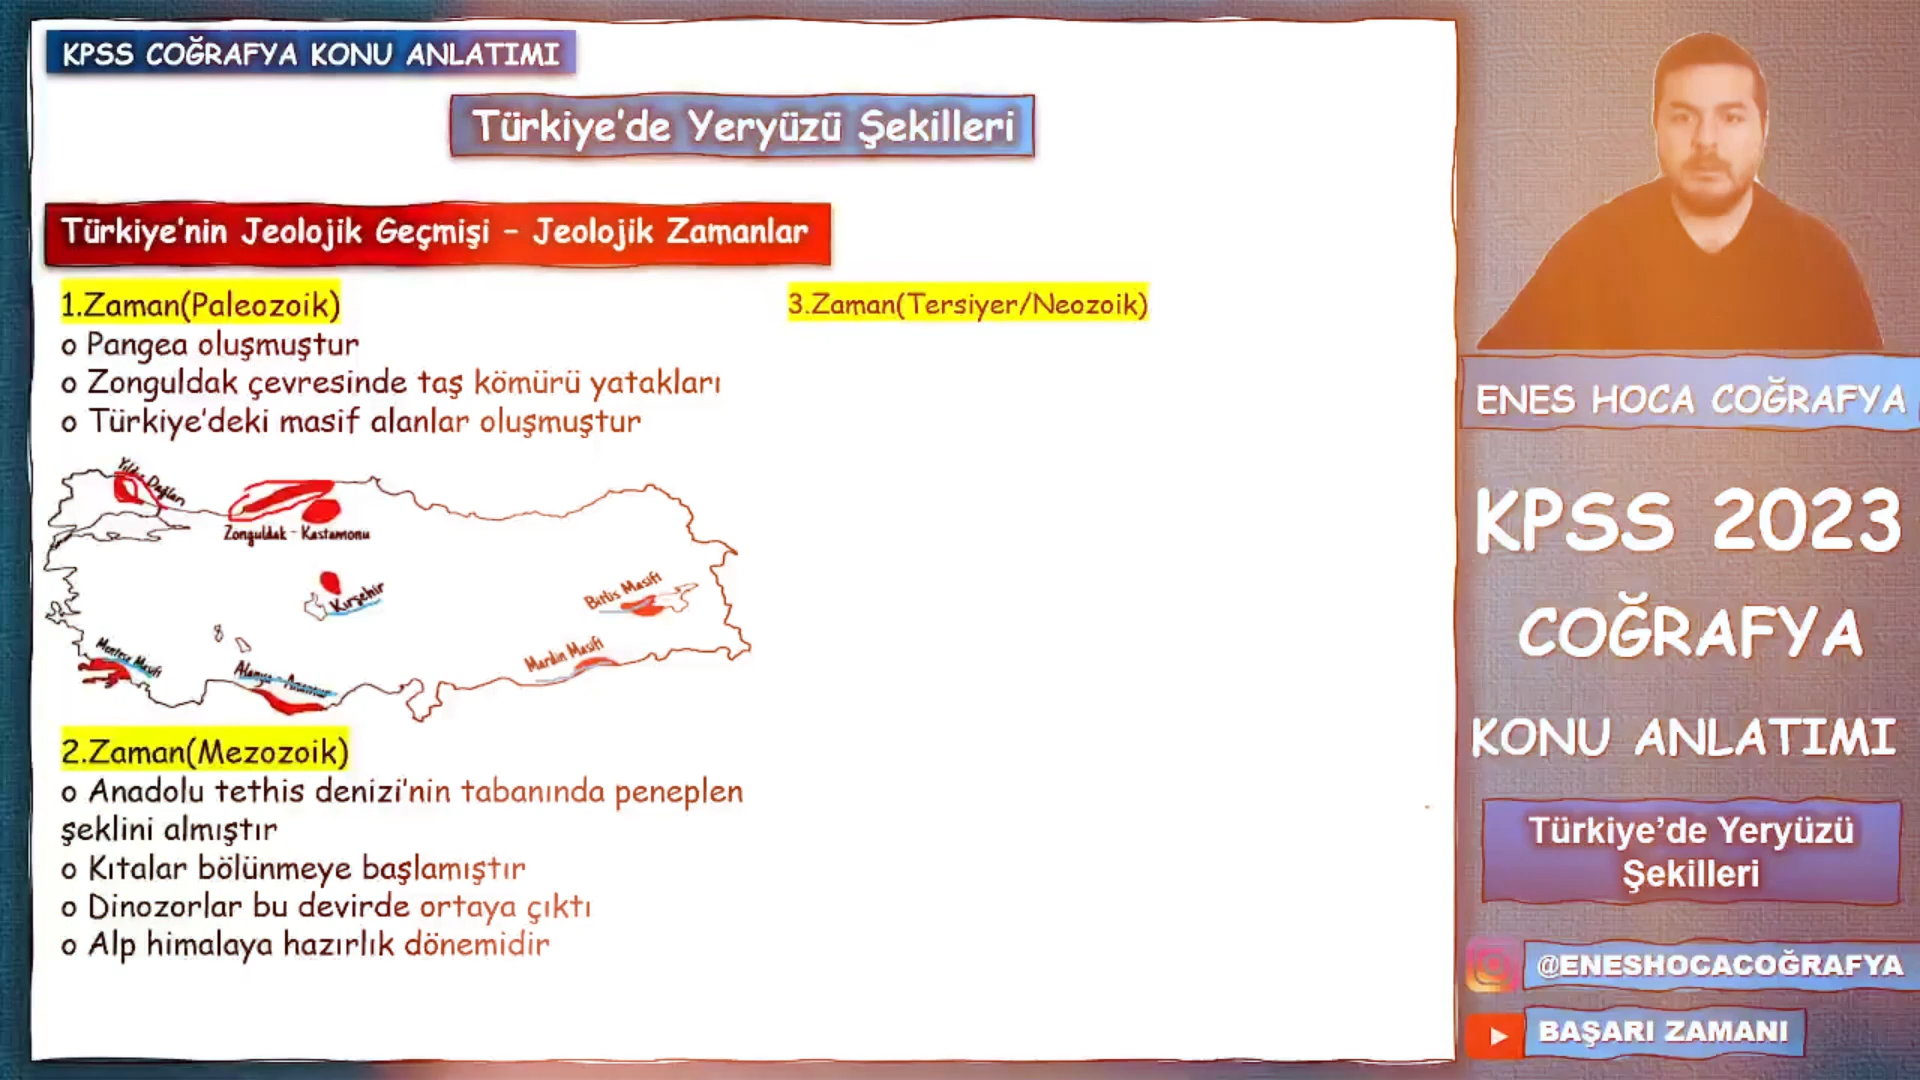 KPSS COĞRAFYA KONU ANLATIMI
Türkiye'de Yeryüzü Şekilleri
Türkiye'nin Jeolojik Geçmişi - Jeolojik Zamanlar
1.Zaman(Paleozoik)
o Pangea oluşmuştur
o Zonguldak çevresinde taş kömürü yatakları
o Türkiye'deki masif alanlar oluşmuştur
Yıldız Dağları
Zonguldak - Kastamonu
Kırşehir
Bitlis Masifi
Mardin Masifi
Menteşe Masifi
Alanya - Anamur
2.Zaman(Mezozoik)
o Anadolu tethis denizi'nin tabanında peneplen
şeklini almıştır
o Kıtalar bölünmeye başlamıştır
o Dinozorlar bu devirde ortaya çıktı
o Alp himalaya hazırlık dönemidir
3.Zaman(Tersiyer/Neozoik)
ENES HOCA COĞRAFYA
KPSS 2023
COĞRAFYA
KONU ANLATIMI
Türkiye'de Yeryüzü
Şekilleri
@ENESHOCACOĞRAFYA
BAŞARI ZAMANI